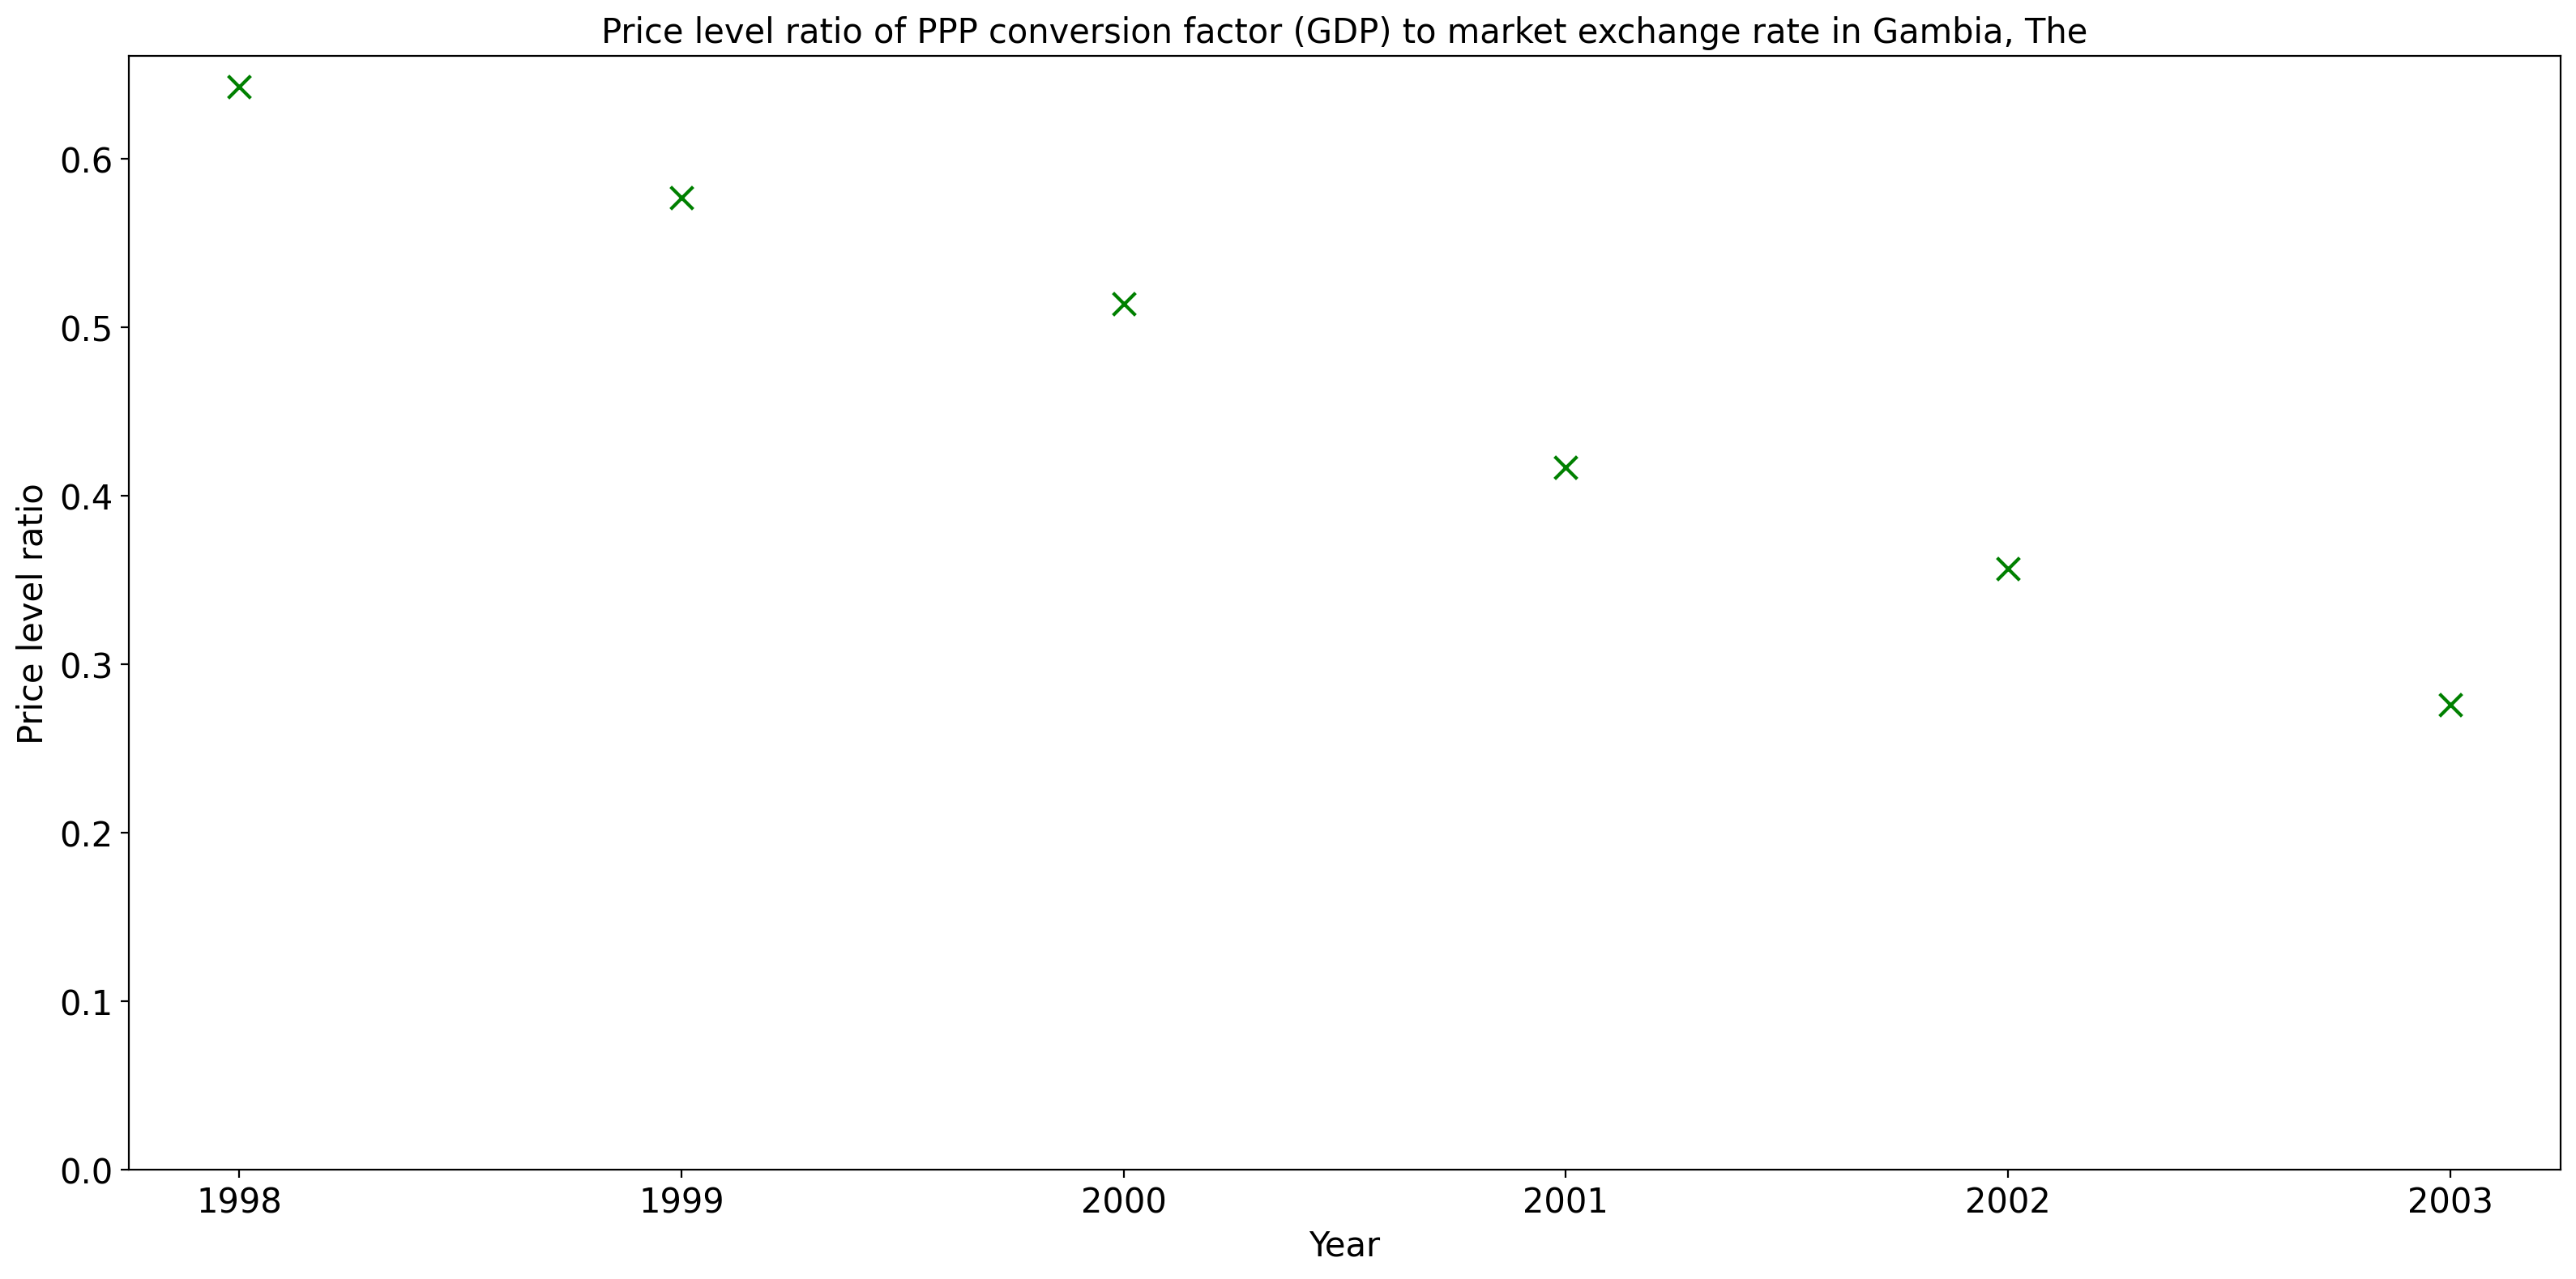 Price level ratio of PPP conversion factor (GDP) to market exchange rate in Gambia, The
Price level ratio
0.6
0.5
0.4
0.3
0.2
0.1
0.0
1998 1999 2000 2001 2002 2003
Year